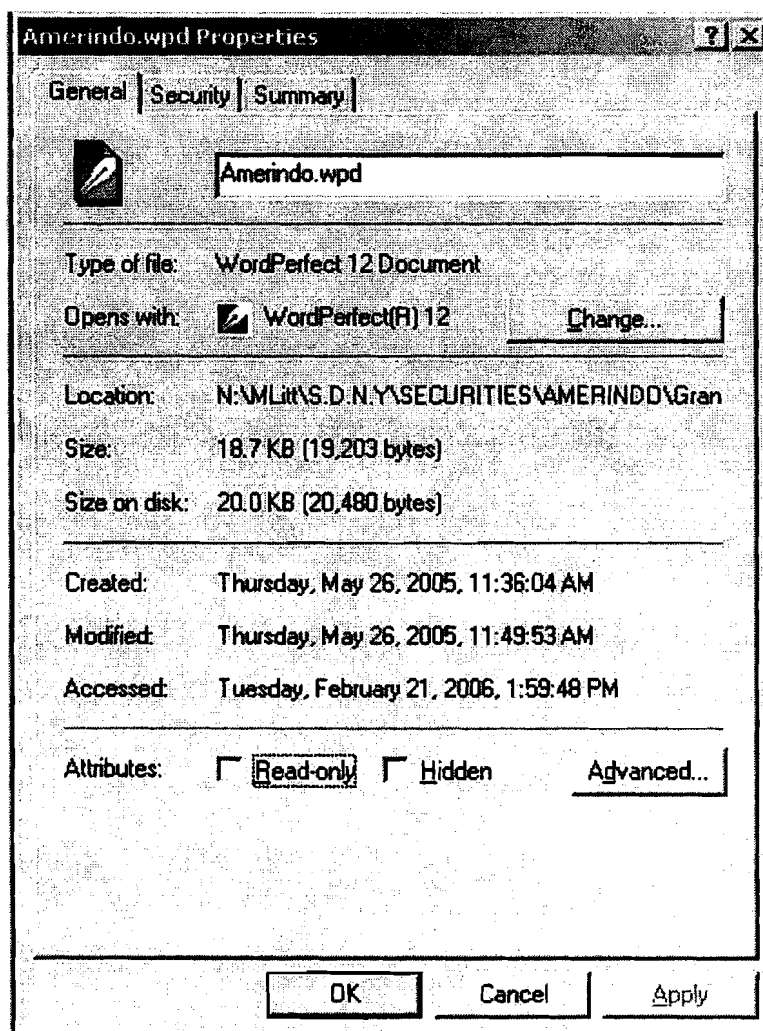 Amerindo.wpd Properties ? X
General Security Summary
Amerindo.wpd
Type of file: WordPerfect 12 Document
Opens with: WordPerfect(R) 12 Change...
Location: N:\MLitt\S.D.N.Y\SECURITIES\AMERINDO\Gran
Size: 18.7 KB (19,203 bytes)
Size on disk: 20.0 KB (20,480 bytes)
Created: Thursday, May 26, 2005, 11:36:04 AM
Modified: Thursday, May 26, 2005, 11:49:53 AM
Accessed: Tuesday, February 21, 2006, 1:59:48 PM
Attributes: Read-only Hidden Advanced...
OK Cancel Apply